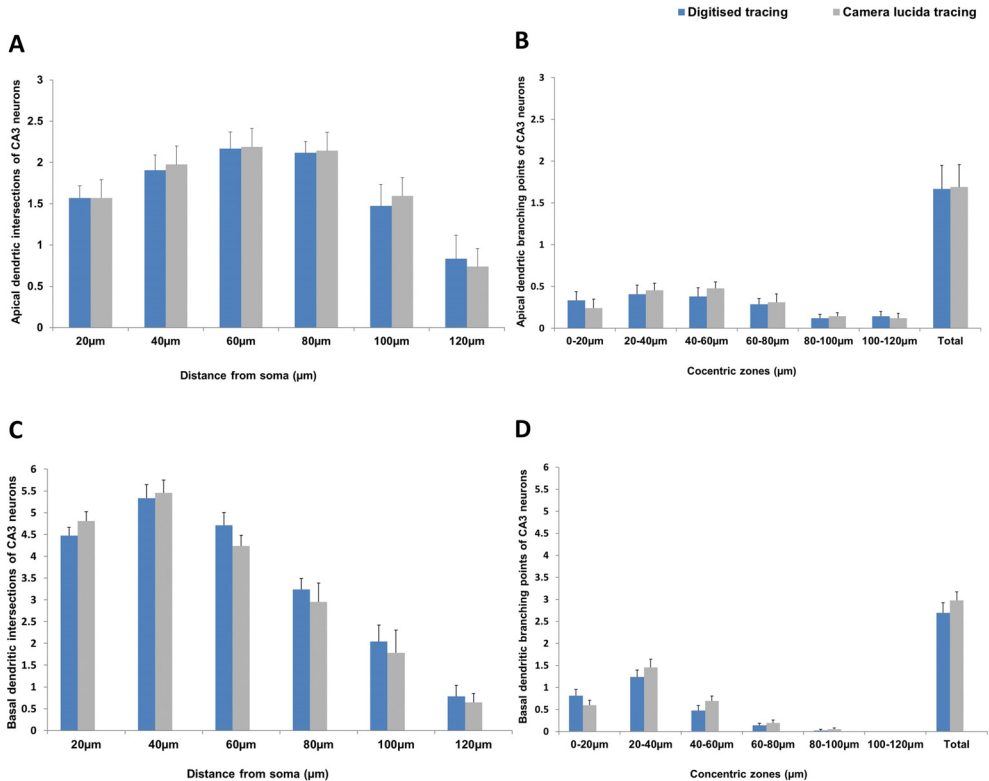 Digitised tracing
Camera lucida tracing
A
Apical dendrtic intersections of CA3 neurons
3
2.5
2
1.5
1
0.5
0
20µm 40µm 60µm 80µm 100µm 120µm
Distance from soma (µm)
B
Apical dendrtic branching points of CA3 neurons
3
2.5
2
1.5
1
0.5
0
0-20µm 20-40µm 40-60µm 60-80µm 80-100µm 100-120µm Total
Cocentric zones (µm)
C
Basal dendritic intersections of CA3 neurons
6
5.5
5
4.5
4
3.5
3
2.5
2
1.5
1
0.5
0
20µm 40µm 60µm 80µm 100µm 120µm
Distance from soma (µm)
D
Basal dendritic branching points of CA3 neurons
6
5.5
5
4.5
4
3.5
3
2.5
2
1.5
1
0.5
0
0-20µm 20-40µm 40-60µm 60-80µm 80-100µm 100-120µm Total
Concentric zones (µm)